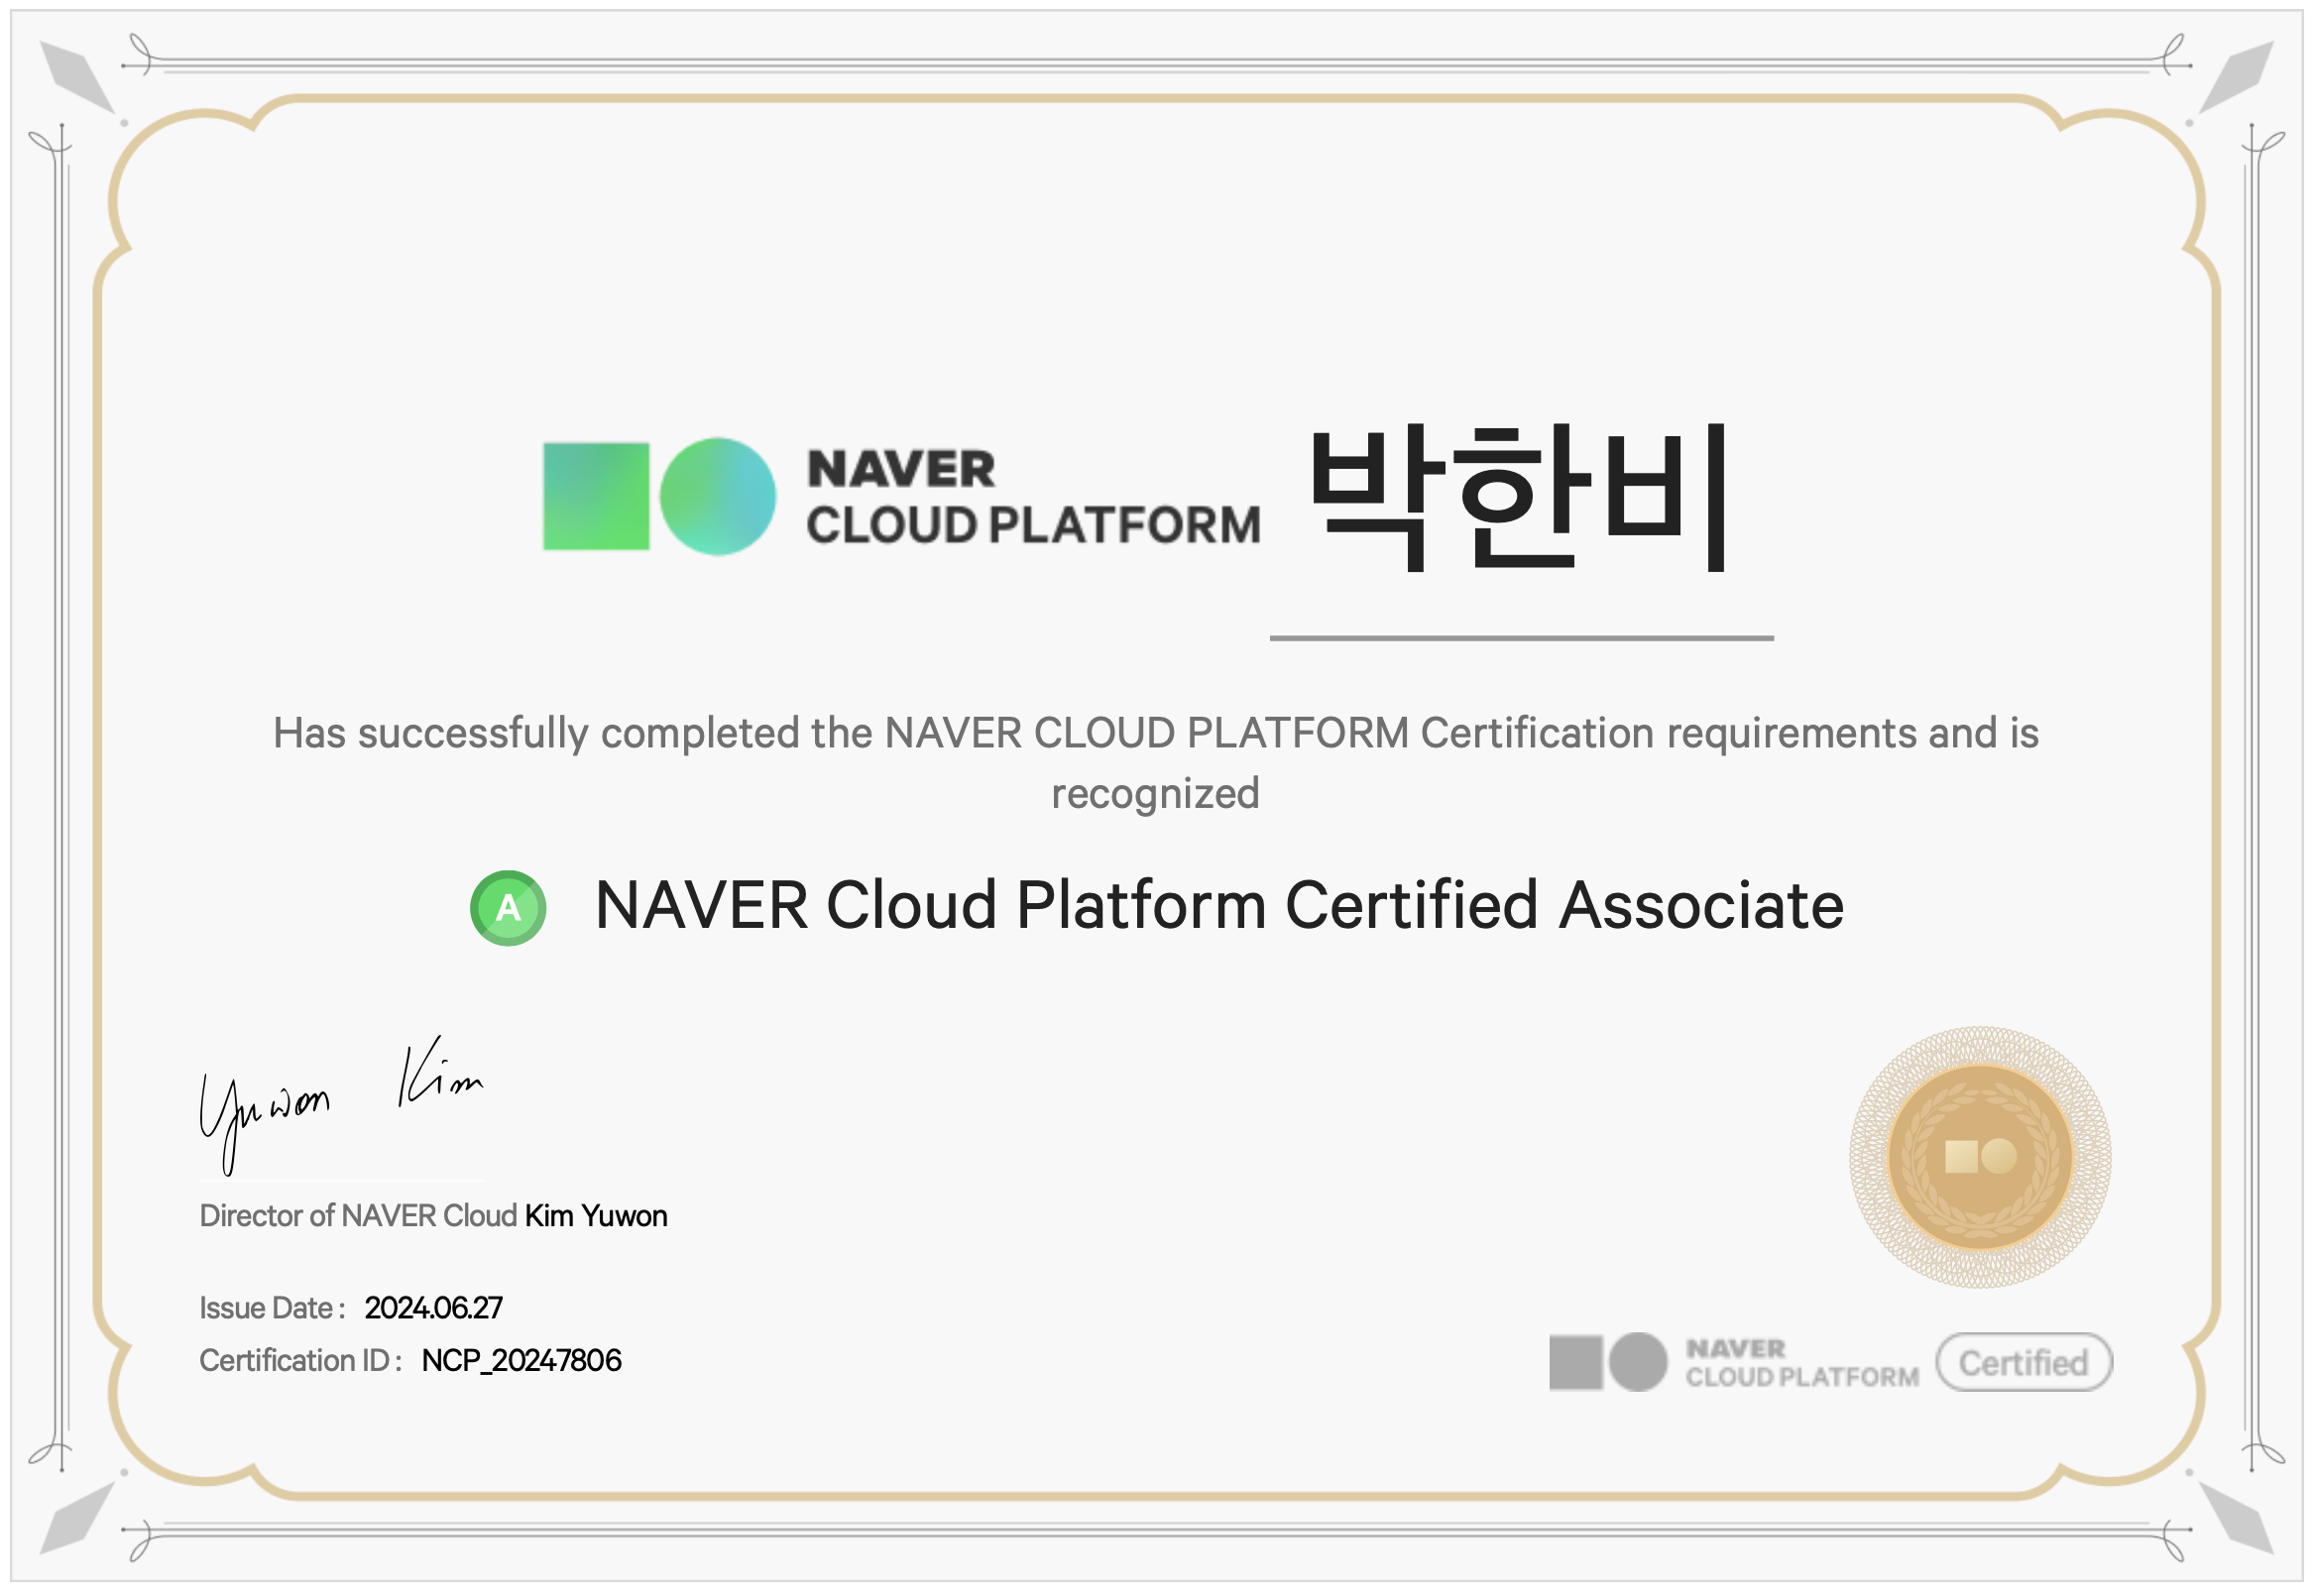 NAVER
CLOUD PLATFORM
박한비
Has successfully completed the NAVER CLOUD PLATFORM Certification requirements and is
recognized
A NAVER Cloud Platform Certified Associate
Yuwon Kim
Director of NAVER Cloud Kim Yuwon
Issue Date : 2024.06.27
Certification ID : NCP_20247806
NAVER
CLOUD PLATFORM
Certified